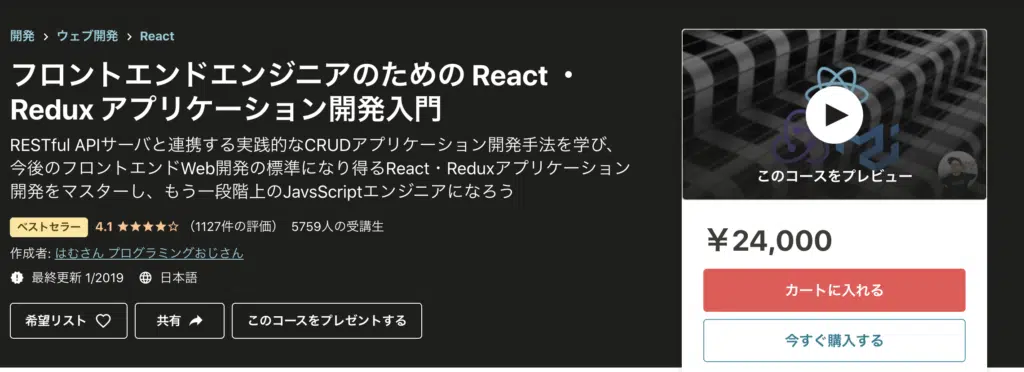 開発 › ウェブ開発 › React
フロントエンドエンジニアのための React ・
Redux アプリケーション開発入門
RESTful APIサーバと連携する実践的なCRUDアプリケーション開発手法を学び、
今後のフロントエンドWeb開発の標準になり得るReact・Reduxアプリケーション
開発をマスターし、もう一段階上のJavsScriptエンジニアになろう
ベストセラー 4.1 ★★★★☆ （1127件の評価） 5759人の受講生
作成者: はむさん プログラミングおじさん
最終更新 1/2019 日本語
希望リスト ♡ 共有 このコースをプレゼントする
このコースをプレビュー
￥24,000
カートに入れる
今すぐ購入する